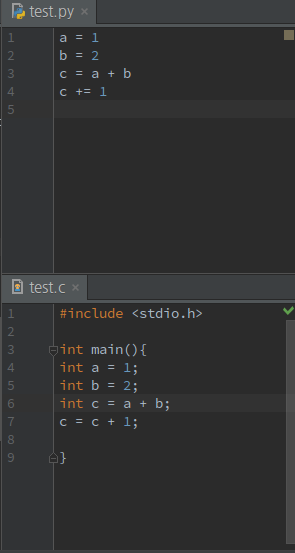 test.py
1 a = 1
2 b = 2
3 c = a + b
4 c += 1
5
test.c
1 #include <stdio.h>
2
3 int main(){
4 int a = 1;
5 int b = 2;
6 int c = a + b;
7 c = c + 1;
8
9 }